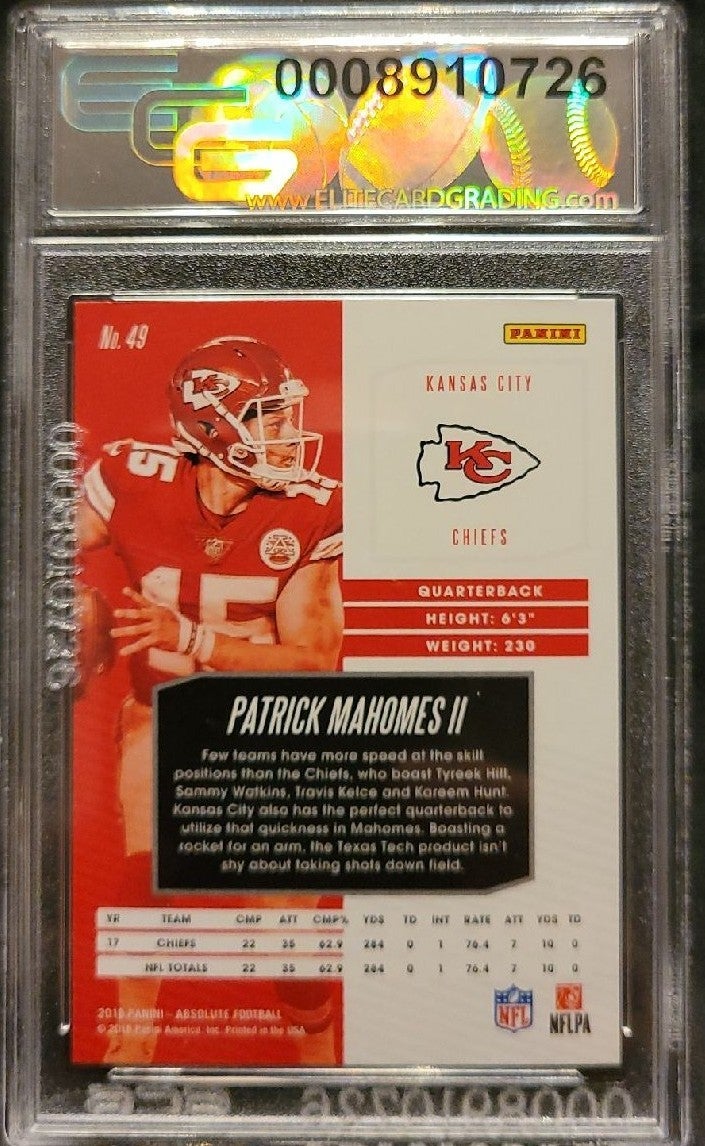 0008910726
ECG
www.ELITECARDGRADING.com
No. 49
PANINI
KANSAS CITY
KC
CHIEFS
15
15
QUARTERBACK
HEIGHT: 6'3"
WEIGHT: 230
PATRICK MAHOMES II
Few teams have more speed at the skill
positions than the Chiefs, who boast Tyreek Hill,
Sammy Watkins, Travis Kelce and Kareem Hunt.
Kansas City also has the perfect quarterback to
utilize that quickness in Mahomes. Boasting a
rocket for an arm, the Texas Tech product isn't
shy about taking shots down field.
YR TEAM CMP ATT CMP% YDS TD INT RATE ATT YDS TD
17 CHIEFS 22 35 62.9 284 0 1 76.4 7 10 0
NFL TOTALS 22 35 62.9 284 0 1 76.4 7 10 0
2018 PANINI - ABSOLUTE FOOTBALL
© 2018 Panini America, Inc. Printed in the USA
NFL
NFLPA
0008910726